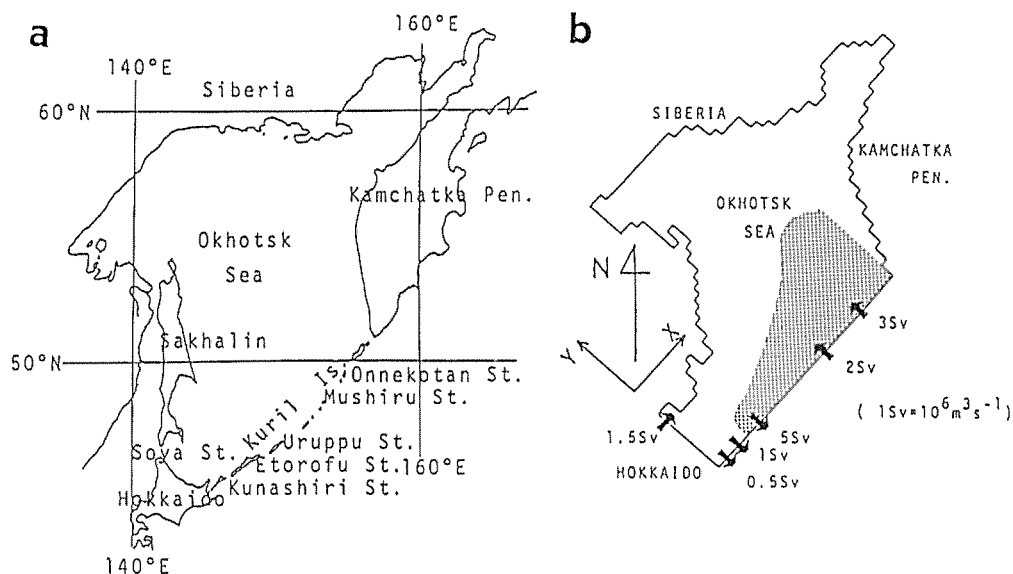 a
140°E
160°E
60°N
Siberia
Kamchatka Pen.
Okhotsk
Sea
Sakhalin
50°N
Onnekotan St.
Mushiru St.
Kuril Is.
Soya St.
Uruppu St.
Etorofu St.
160°E
Kunashiri St.
Hokkaido
140°E
b
SIBERIA
KAMCHATKA
PEN.
OKHOTSK
SEA
N
X
Y
3Sv
2Sv
( 1Sv=10⁶m³s⁻¹)
1.5Sv
5Sv
1Sv
0.5Sv
HOKKAIDO